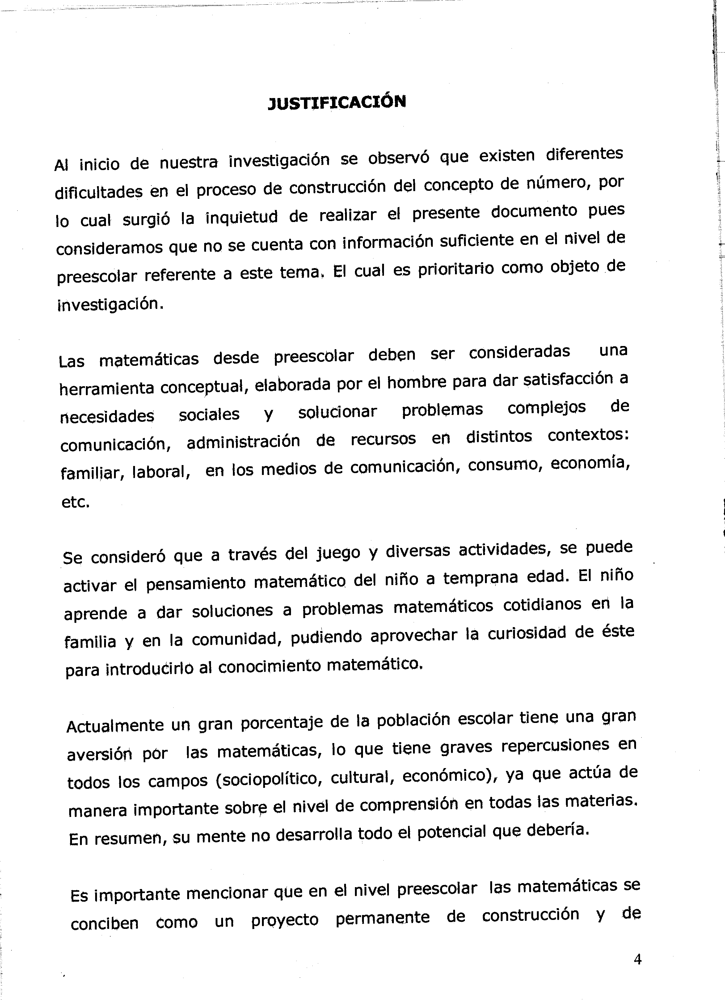 JUSTIFICACIÓN
Al inicio de nuestra investigación se observó que existen diferentes
dificultades en el proceso de construcción del concepto de número, por
lo cual surgió la inquietud de realizar el presente documento pues
consideramos que no se cuenta con información suficiente en el nivel de
preescolar referente a este tema. El cual es prioritario como objeto de
investigación.
Las matemáticas desde preescolar deben ser consideradas una
herramienta conceptual, elaborada por el hombre para dar satisfacción a
necesidades sociales y solucionar problemas complejos de
comunicación, administración de recursos en distintos contextos:
familiar, laboral, en los medios de comunicación, consumo, economía,
etc.
Se consideró que a través del juego y diversas actividades, se puede
activar el pensamiento matemático del niño a temprana edad. El niño
aprende a dar soluciones a problemas matemáticos cotidianos en la
familia y en la comunidad, pudiendo aprovechar la curiosidad de éste
para introducirlo al conocimiento matemático.
Actualmente un gran porcentaje de la población escolar tiene una gran
aversión por las matemáticas, lo que tiene graves repercusiones en
todos los campos (sociopolítico, cultural, económico), ya que actúa de
manera importante sobre el nivel de comprensión en todas las materias.
En resumen, su mente no desarrolla todo el potencial que debería.
Es importante mencionar que en el nivel preescolar las matemáticas se
conciben como un proyecto permanente de construcción y de
4